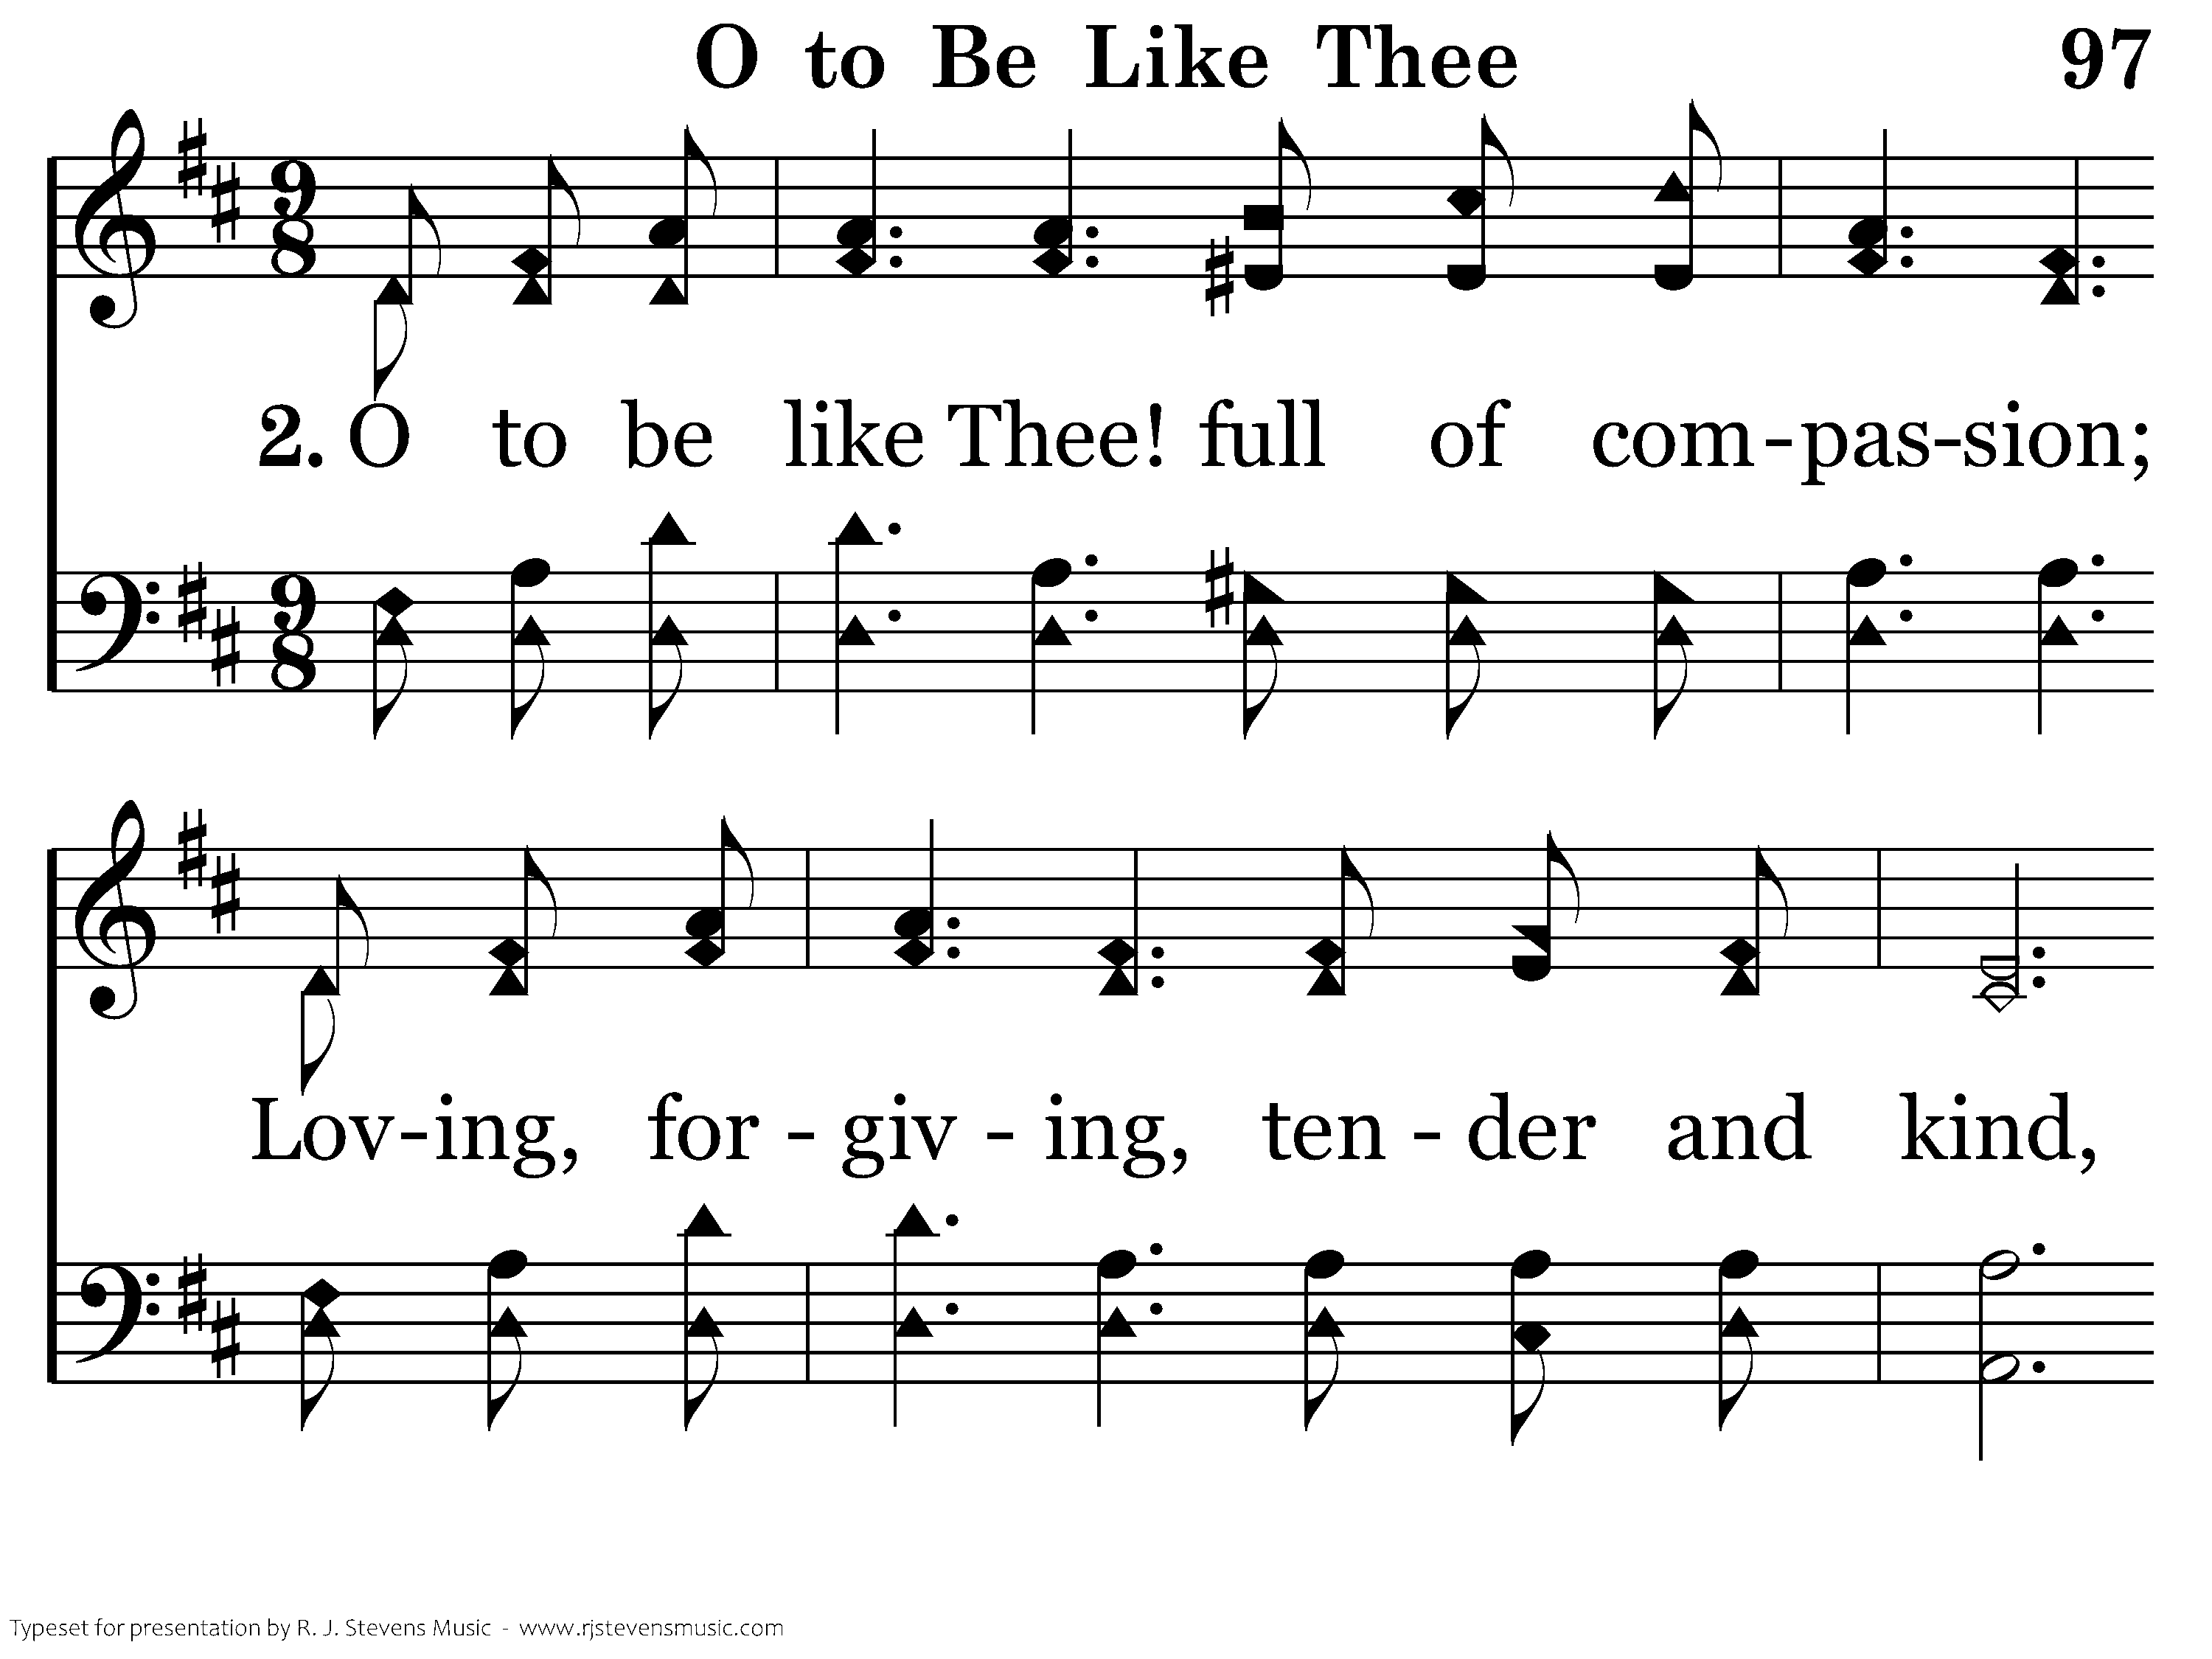 O to Be Like Thee 97
2. O to be like Thee! full of com-pas-sion;
Lov-ing, for - giv - ing, ten - der and kind,
Typeset for presentation by R. J. Stevens Music - www.rjstevensmusic.com